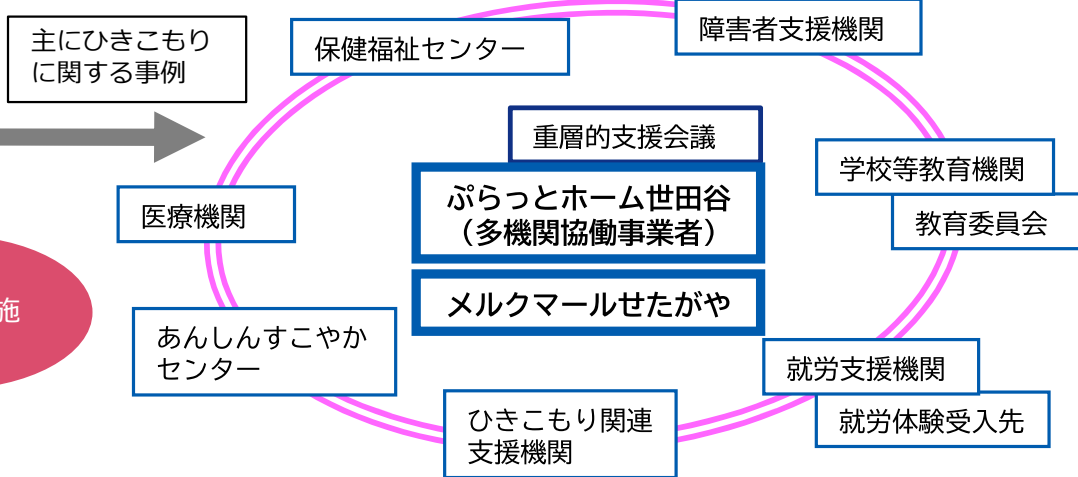 主にひきこもり
に関する事例
保健福祉センター
障害者支援機関
重層的支援会議
ぷらっとホーム世田谷
（多機関協働事業者）
メルクマールせたがや
学校等教育機関
教育委員会
医療機関
施
あんしんすこやか
センター
就労支援機関
就労体験受入先
ひきこもり関連
支援機関